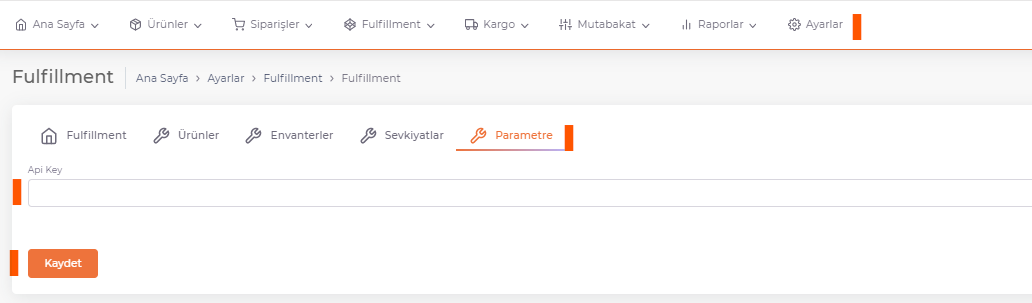 Ana Sayfa Ürünler Siparişler Fulfillment Kargo Mutabakat Raporlar Ayarlar
Fulfillment Ana Sayfa > Ayarlar > Fulfillment > Fulfillment
Fulfillment Ürünler Envanterler Sevkiyatlar Parametre
Api Key
Kaydet